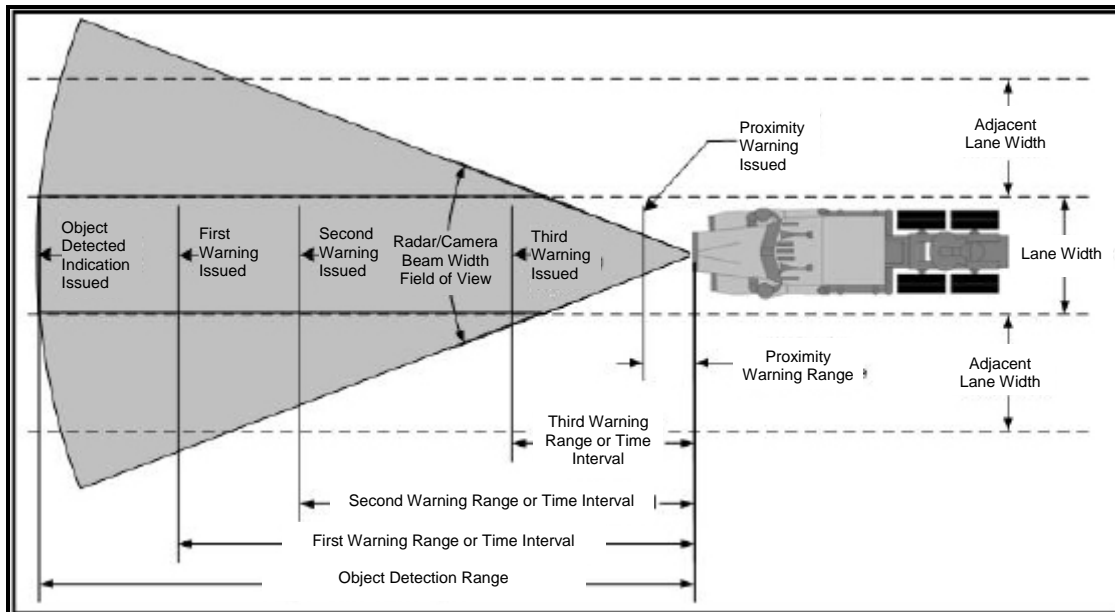 Proximity
Warning
Issued
Adjacent
Lane Width
Object
Detected
Indication
Issued
First
Warning
Issued
Second
Warning
Issued
Radar/Camera
Beam Width
Field of View
Third
Warning
Issued
Lane Width
Proximity
Warning Range
Adjacent
Lane Width
Third Warning
Range or Time
Interval
Second Warning Range or Time Interval
First Warning Range or Time Interval
Object Detection Range